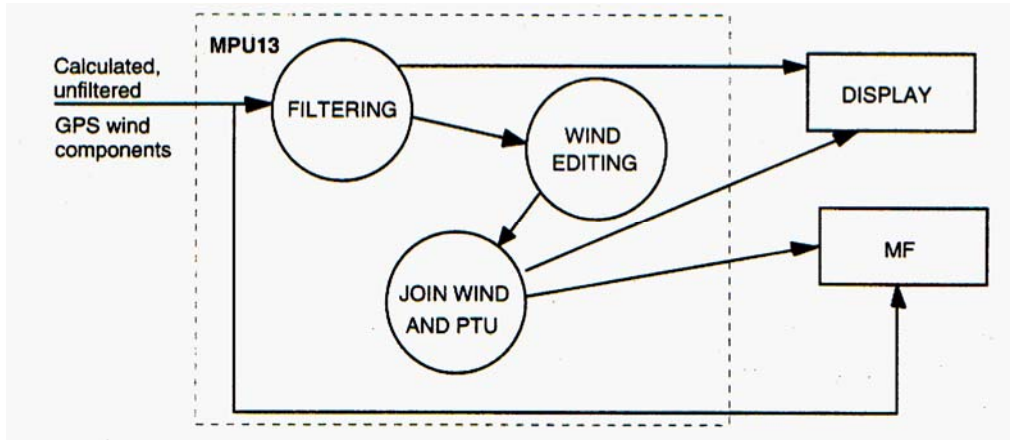 MPU13
Calculated,
unfiltered
GPS wind
components
FILTERING
WIND
EDITING
JOIN WIND
AND PTU
DISPLAY
MF